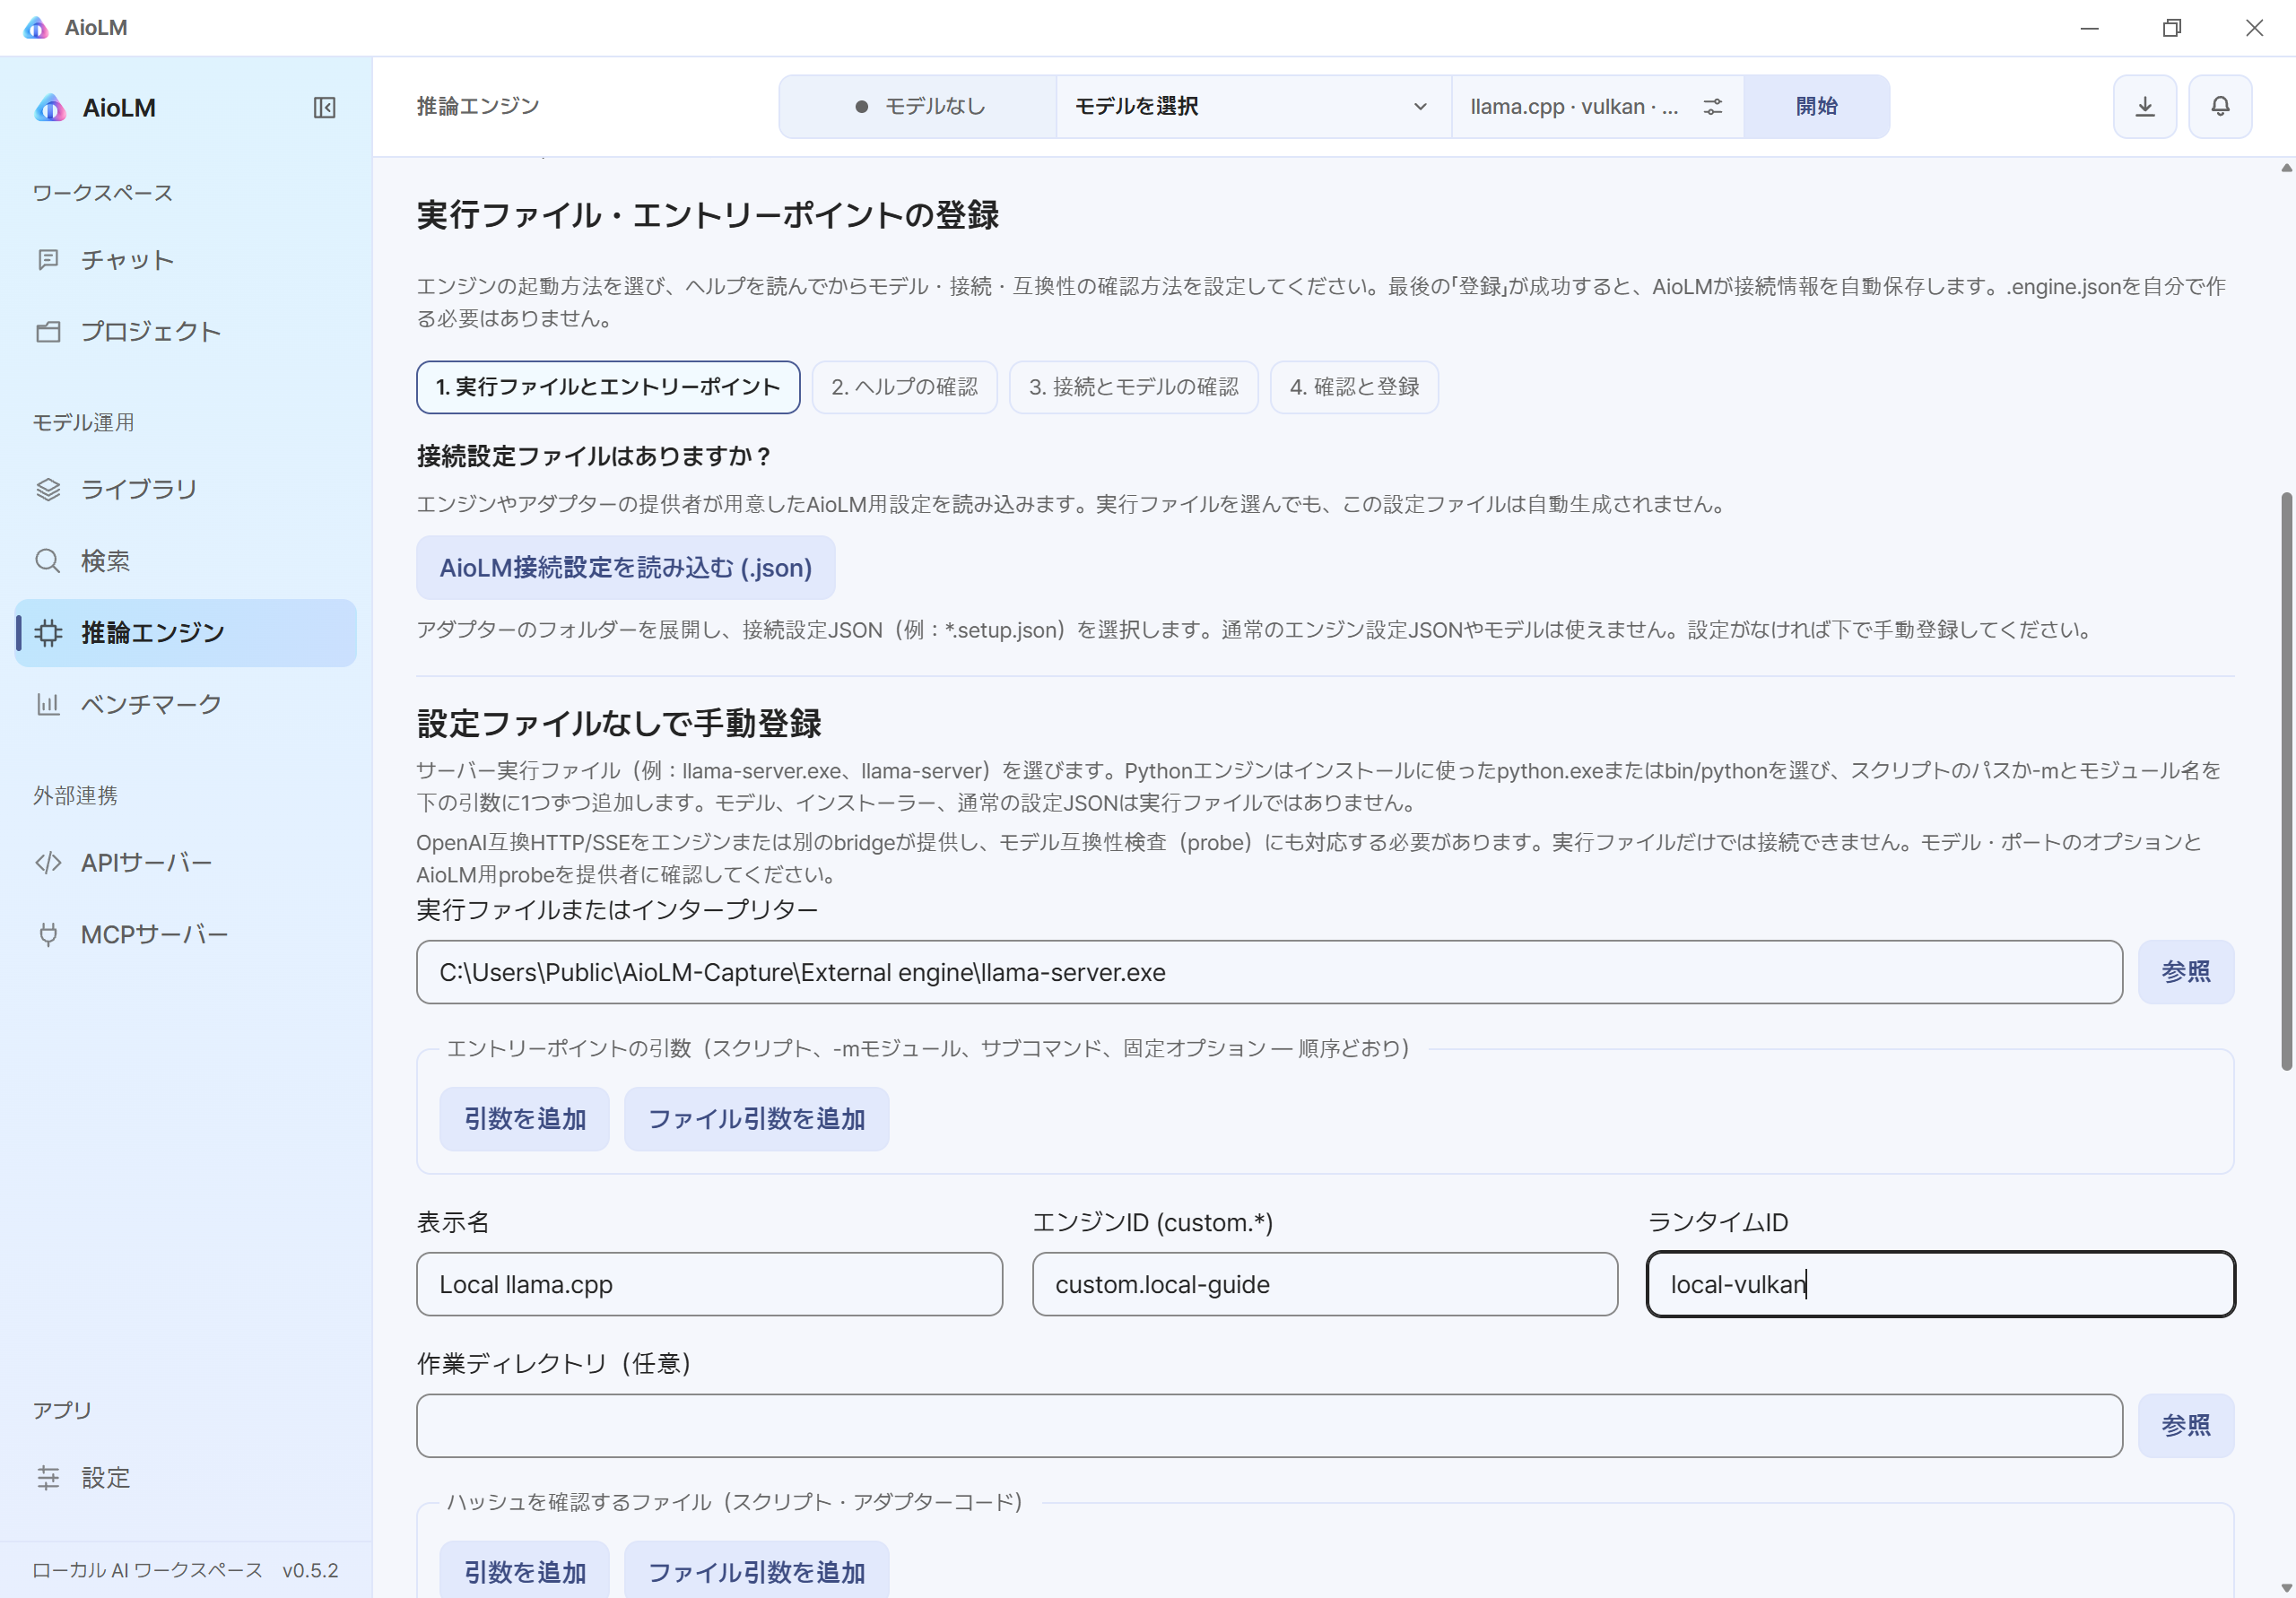 AioLM
AioLM
ワークスペース
チャット
プロジェクト
モデル運用
ライブラリ
検索
推論エンジン
ベンチマーク
外部連携
APIサーバー
MCPサーバー
アプリ
設定
ローカル AI ワークスペース v0.5.2
推論エンジン
モデルなし
モデルを選択
llama.cpp · vulkan · ...
開始
実行ファイル・エントリーポイントの登録
エンジンの起動方法を選び、ヘルプを読んでからモデル・接続・互換性の確認方法を設定してください。最後の「登録」が成功すると、AioLMが接続情報を自動保存します。.engine.jsonを自分で作
る必要はありません。
1. 実行ファイルとエントリーポイント
2. ヘルプの確認
3. 接続とモデルの確認
4. 確認と登録
接続設定ファイルはありますか？
エンジンやアダプターの提供者が用意したAioLM用設定を読み込みます。実行ファイルを選んでも、この設定ファイルは自動生成されません。
AioLM接続設定を読み込む (.json)
アダプターのフォルダーを展開し、接続設定JSON（例：*.setup.json）を選択します。通常のエンジン設定JSONやモデルは使えません。設定がなければ下で手動登録してください。
設定ファイルなしで手動登録
サーバー実行ファイル（例：llama-server.exe、llama-server）を選びます。Pythonエンジンはインストールに使ったpython.exeまたはbin/pythonを選び、スクリプトのパスか-mとモジュール名を
下の引数に1つずつ追加します。モデル、インストーラー、通常の設定JSONは実行ファイルではありません。
OpenAI互換HTTP/SSEをエンジンまたは別のbridgeが提供し、モデル互換性検査（probe）にも対応する必要があります。実行ファイルだけでは接続できません。モデル・ポートのオプションと
AioLM用probeを提供者に確認してください。
実行ファイルまたはインタープリター
C:\Users\Public\AioLM-Capture\External engine\llama-server.exe
参照
エントリーポイントの引数（スクリプト、-mモジュール、サブコマンド、固定オプション — 順序どおり）
引数を追加
ファイル引数を追加
表示名
エンジンID (custom.*)
ランタイムID
Local llama.cpp
custom.local-guide
local-vulkan
作業ディレクトリ（任意）
参照
ハッシュを確認するファイル（スクリプト・アダプターコード）
引数を追加
ファイル引数を追加